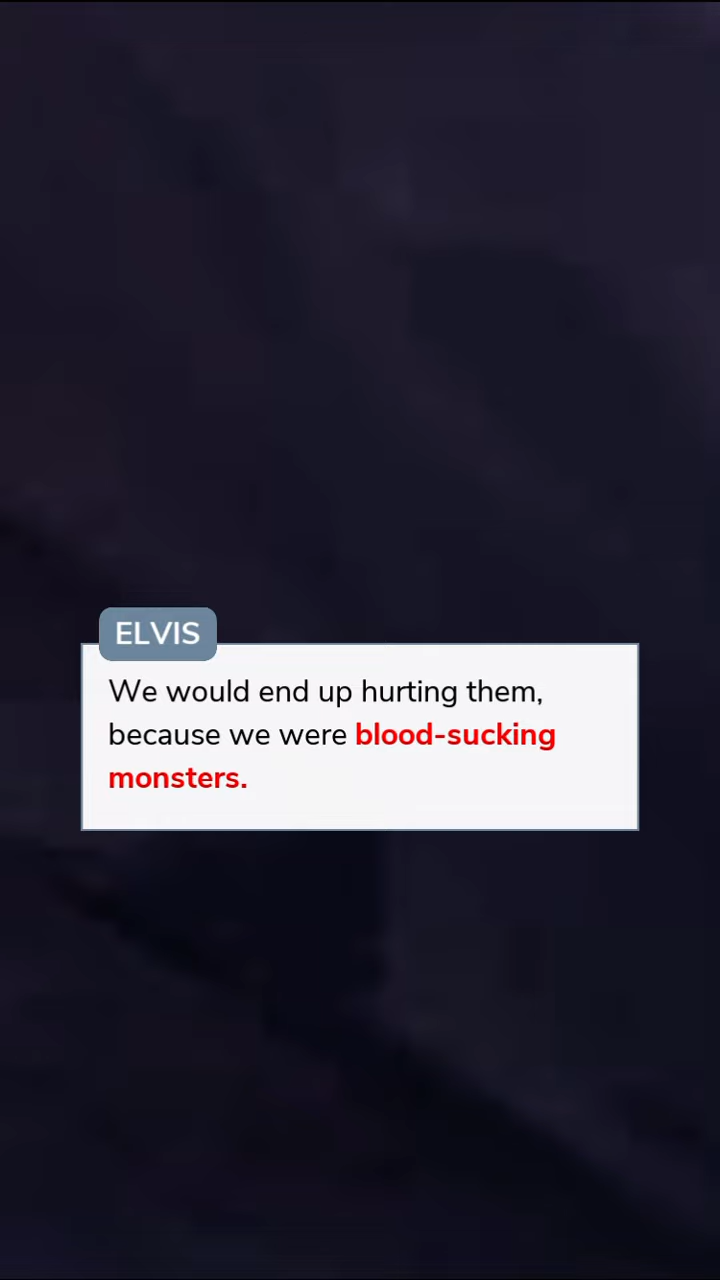 ELVIS
We would end up hurting them,
because we were blood-sucking
monsters.